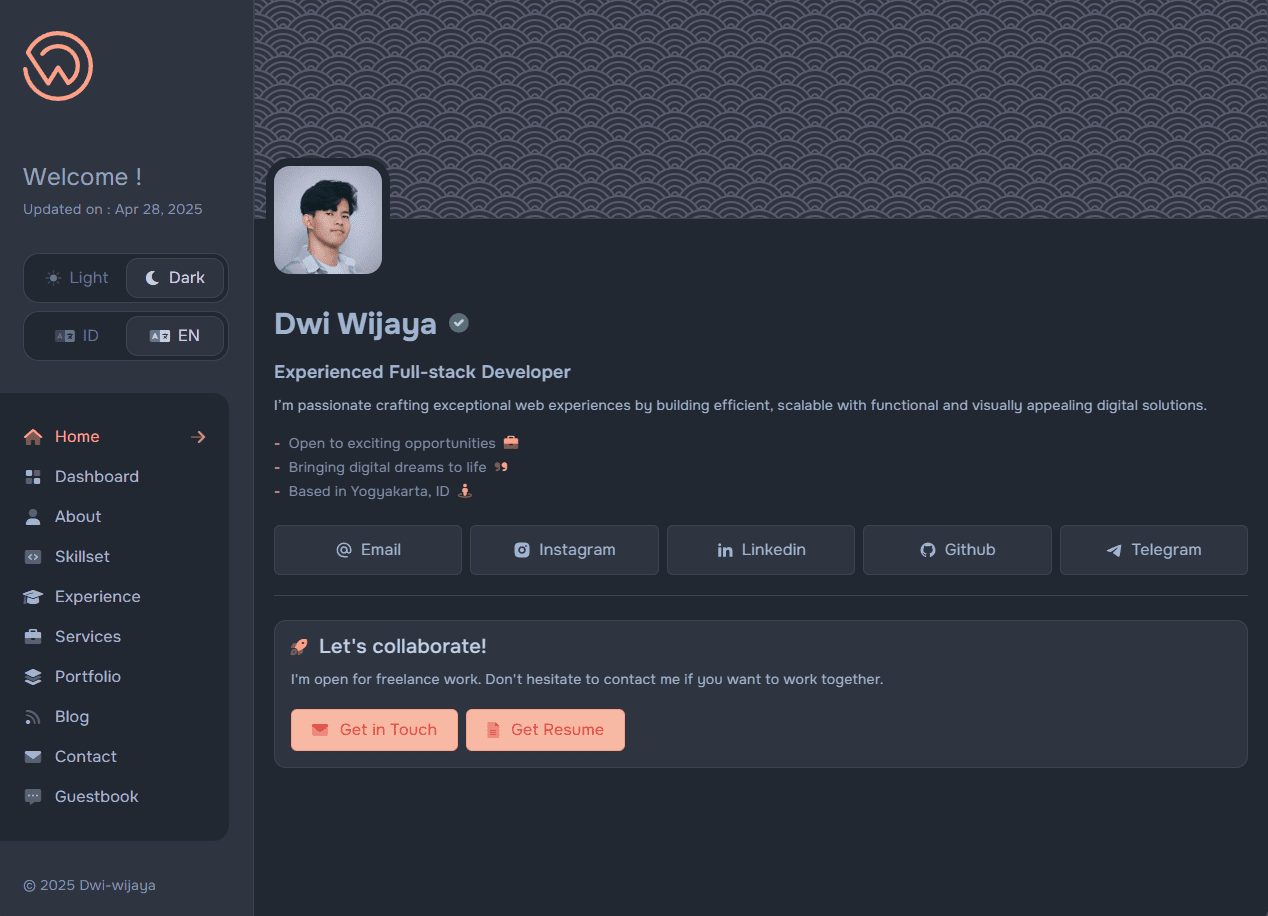 Welcome !
Updated on : Apr 28, 2025
Light
Dark
ID
EN
Home
Dashboard
About
Skillset
Experience
Services
Portfolio
Blog
Contact
Guestbook
© 2025 Dwi-wijaya
Dwi Wijaya
Experienced Full-stack Developer
I'm passionate crafting exceptional web experiences by building efficient, scalable with functional and visually appealing digital solutions.
- Open to exciting opportunities
- Bringing digital dreams to life
- Based in Yogyakarta, ID
Email
Instagram
Linkedin
Github
Telegram
Let's collaborate!
I'm open for freelance work. Don't hesitate to contact me if you want to work together.
Get in Touch
Get Resume